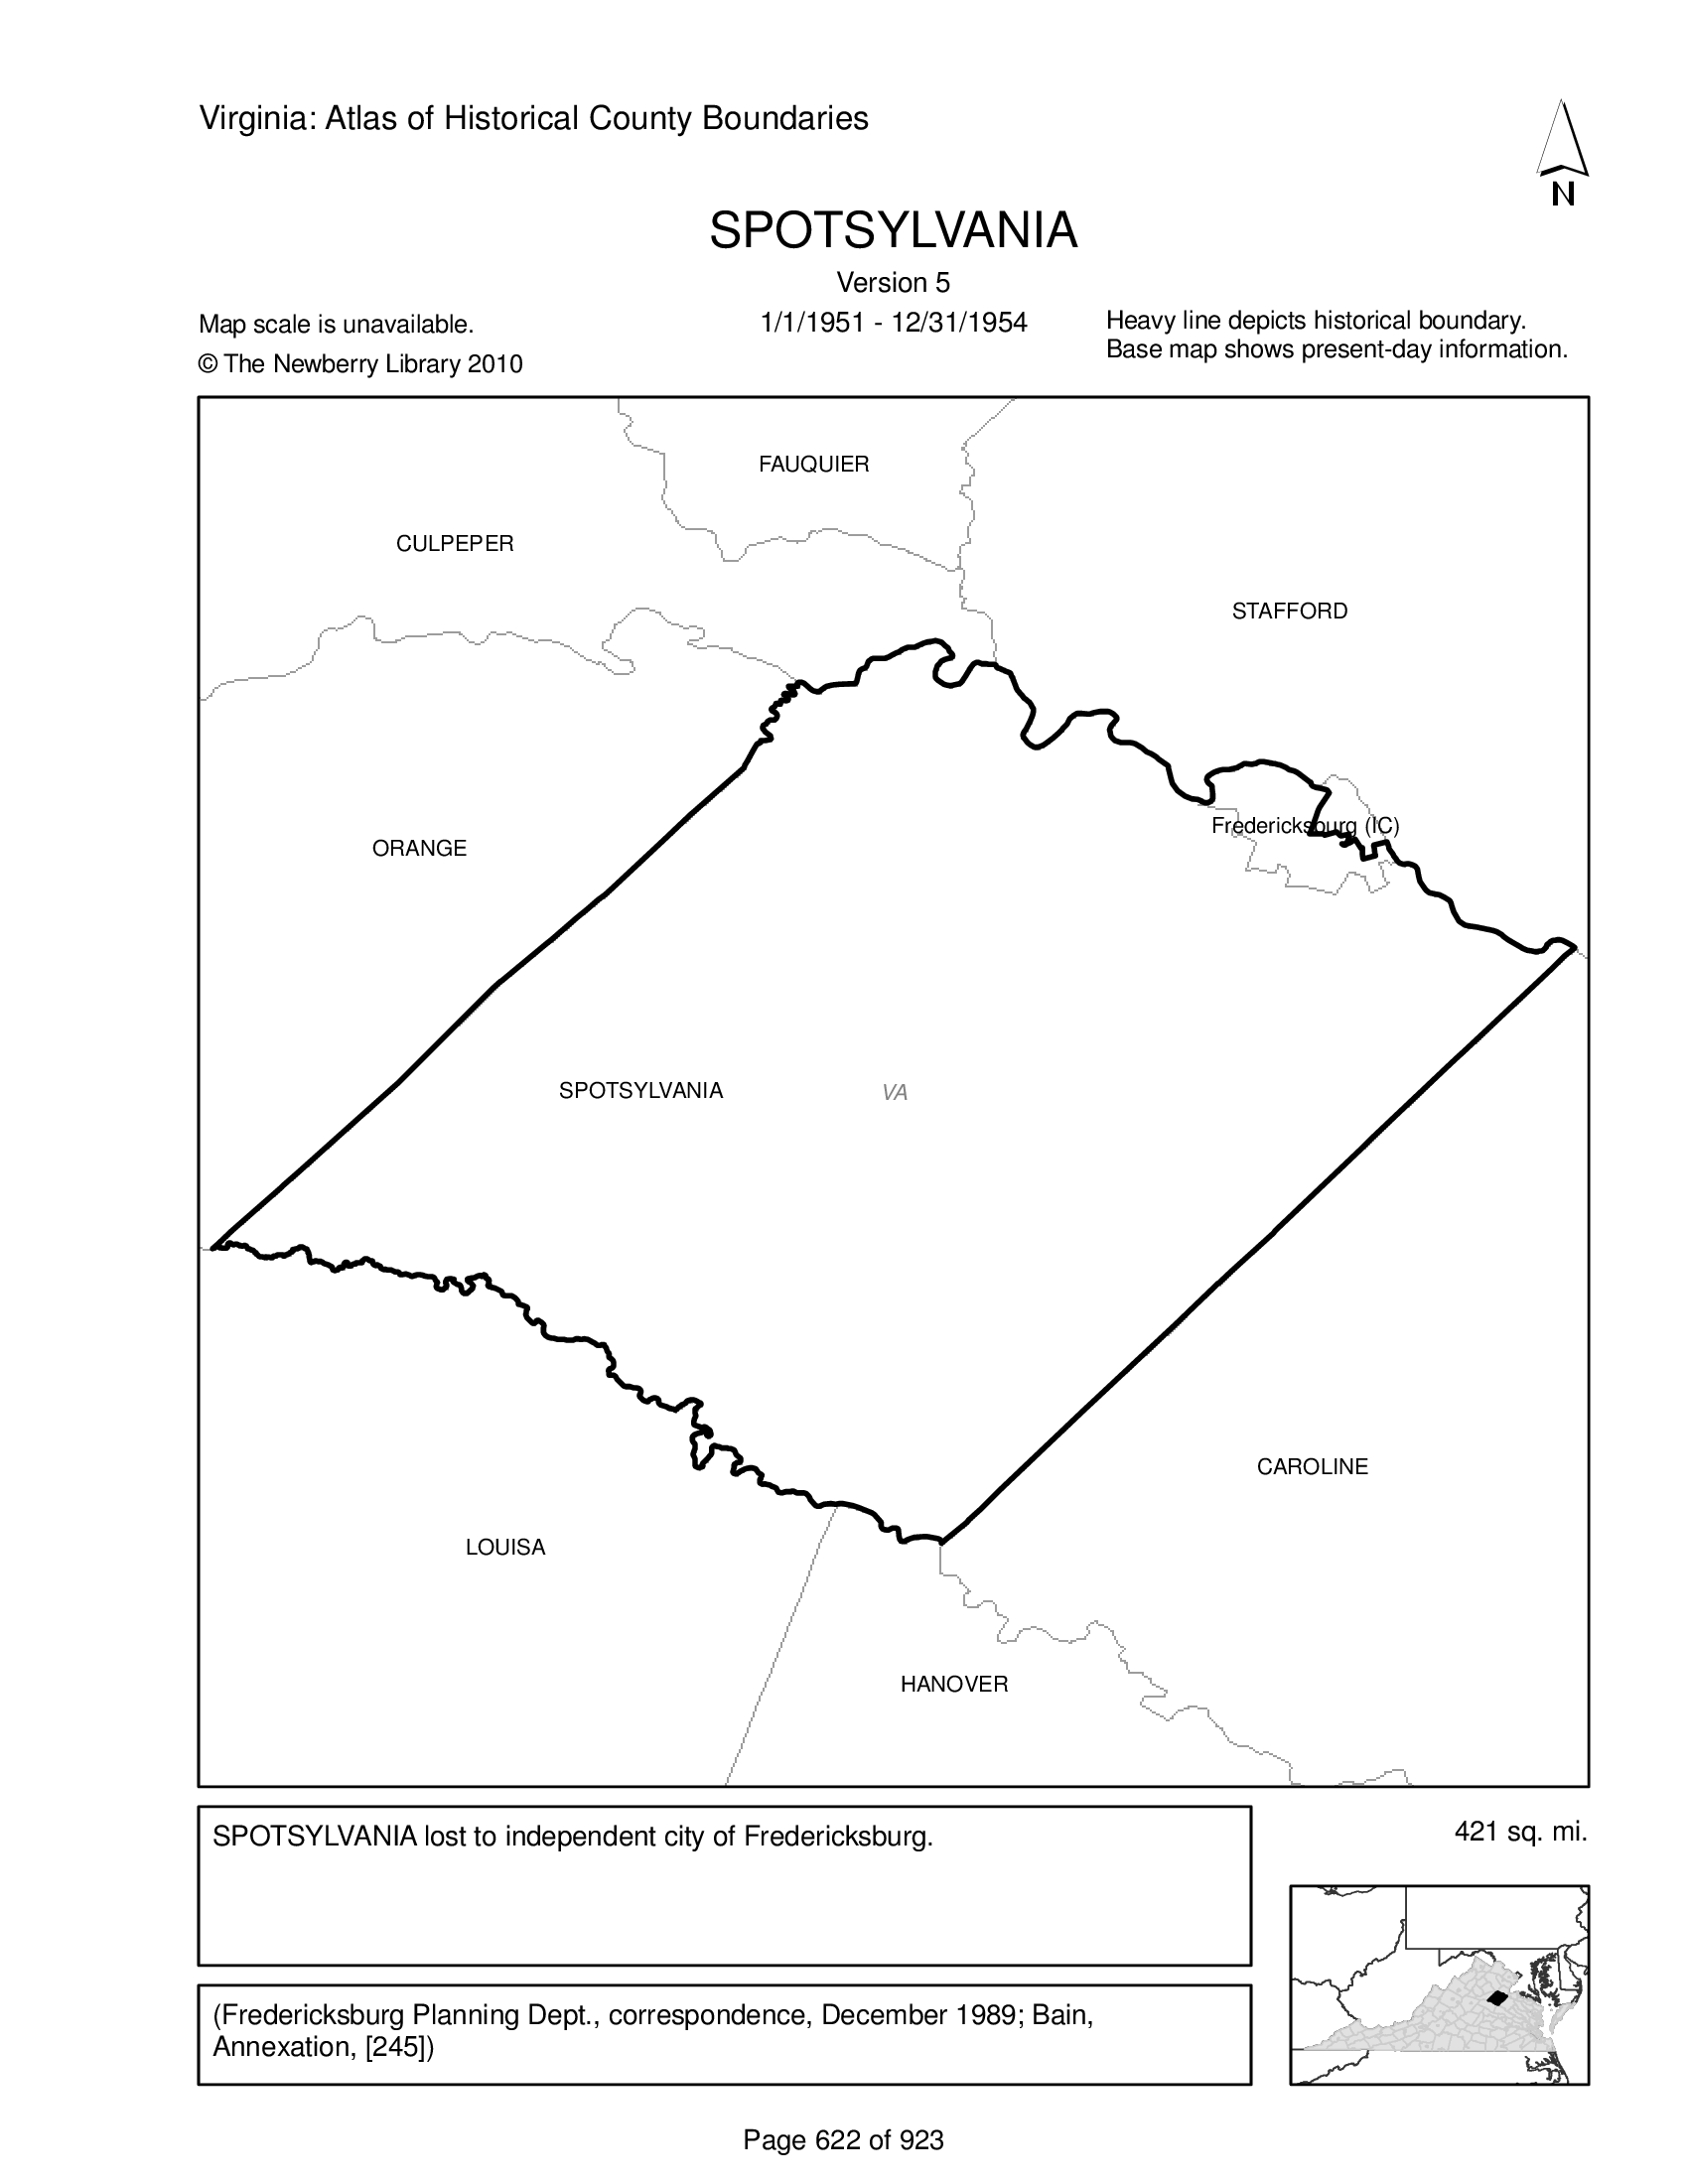 Virginia: Atlas of Historical County Boundaries
N
SPOTSYLVANIA
Version 5
Map scale is unavailable.
1/1/1951 - 12/31/1954
Heavy line depicts historical boundary.
© The Newberry Library 2010
Base map shows present-day information.
FAUQUIER
CULPEPER
STAFFORD
Fredericksburg (IC)
ORANGE
SPOTSYLVANIA
VA
CAROLINE
LOUISA
HANOVER
SPOTSYLVANIA lost to independent city of Fredericksburg.
421 sq. mi.
(Fredericksburg Planning Dept., correspondence, December 1989; Bain,
Annexation, [245])
Page 622 of 923